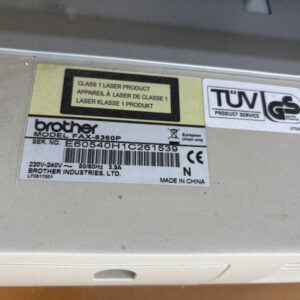 CLASS 1 LASER PRODUCT
APPAREIL À LASER DE CLASSE 1
LASER KLASSE 1 PRODUKT
TÜV
PRODUCT SERVICE
GS
brother
MODEL FAX-8360P
European
Union only
SER. NO. E60540H1C261539
220V-240V~ 50/60Hz 3.9A
BROTHER INDUSTRIES, LTD.
LF2617001
CE
N
MADE IN CHINA